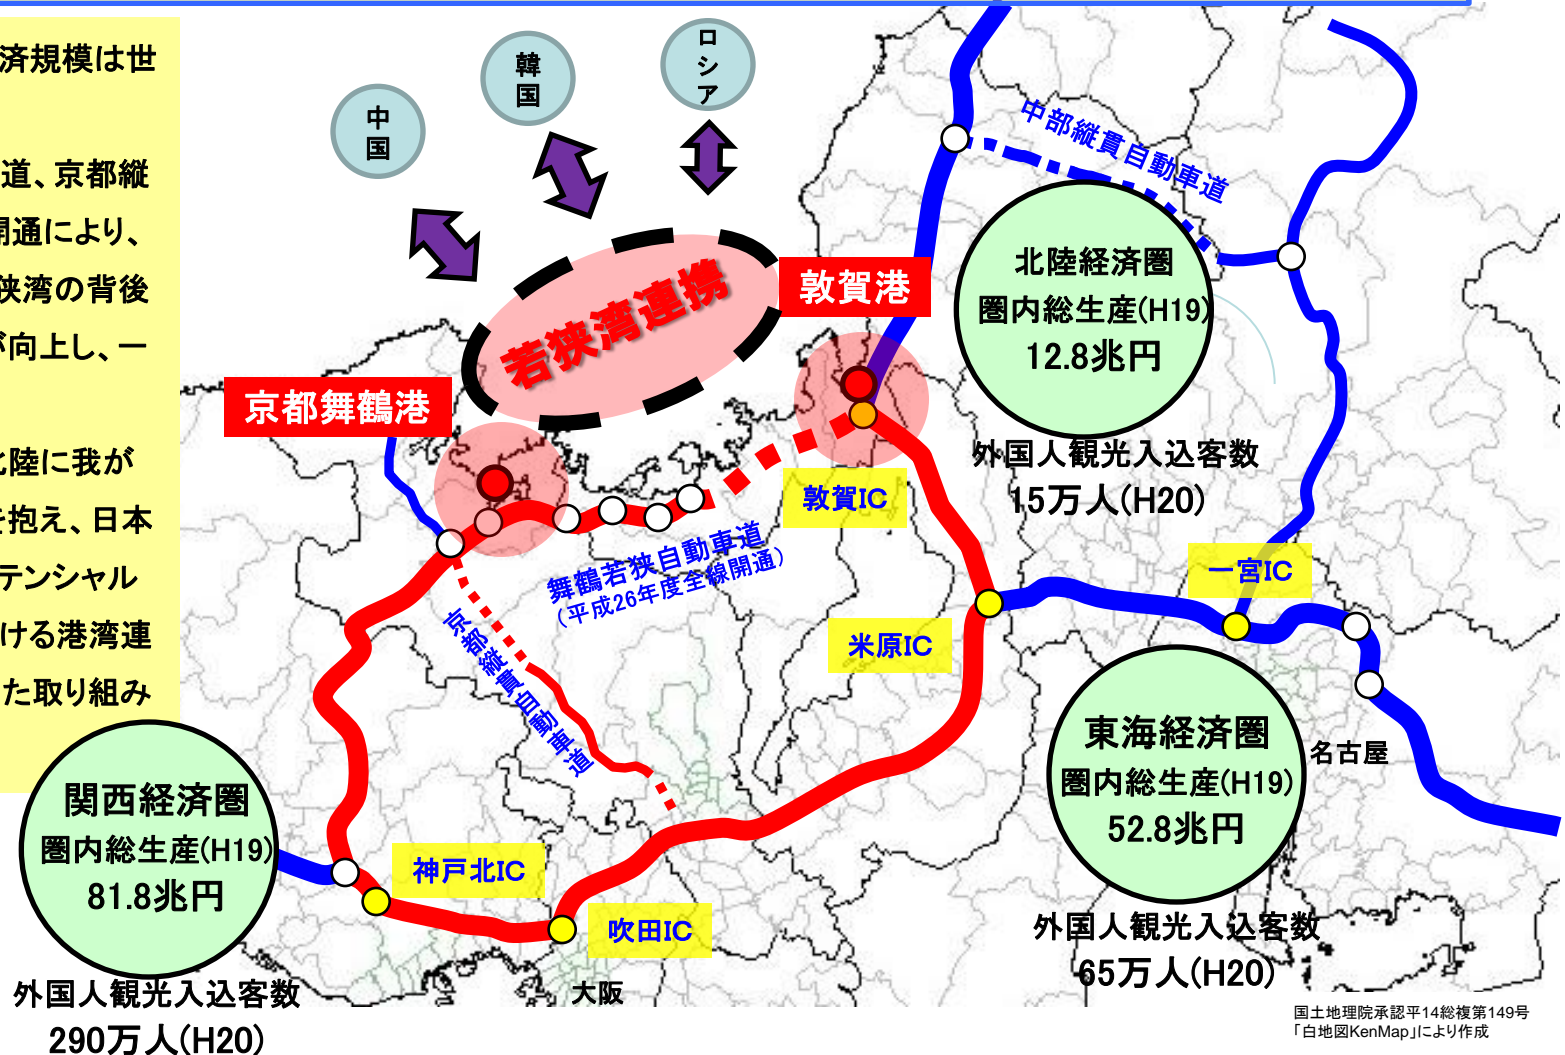 済規模は世
道、京都縦
開通により、
狭湾の背後
が向上し、一
北陸に我が
を抱え、日本
テンシャル
ける港湾連
た取り組み
中国
韓国
ロシア
中部縦貫自動車道
若狭湾連携
敦賀港
京都舞鶴港
北陸経済圏
圏内総生産(H19)
12.8兆円
外国人観光入込客数
15万人(H20)
敦賀IC
舞鶴若狭自動車道
(平成26年度全線開通)
京都縦貫自動車道
一宮IC
米原IC
東海経済圏
圏内総生産(H19)
52.8兆円
名古屋
外国人観光入込客数
65万人(H20)
関西経済圏
圏内総生産(H19)
81.8兆円
神戸北IC
吹田IC
大阪
外国人観光入込客数
290万人(H20)
国土地理院承認平14総複第149号
「白地図KenMap」により作成